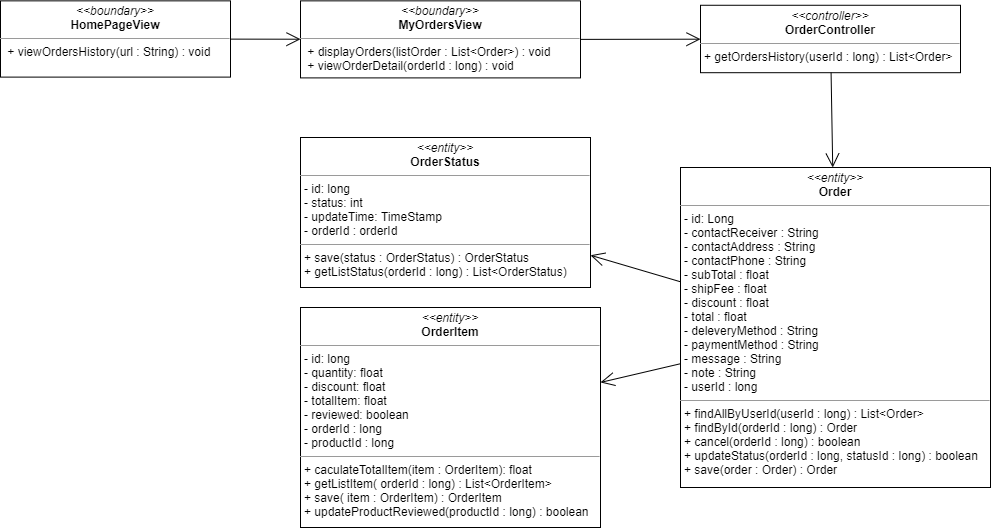 <<boundary>>
HomePageView
+ viewOrdersHistory(url : String) : void
<<boundary>>
MyOrdersView
+ displayOrders(listOrder : List<Order>) : void
+ viewOrderDetail(orderId : long) : void
<<controller>>
OrderController
+ getOrdersHistory(userId : long) : List<Order>
<<entity>>
OrderStatus
- id: long
- status: int
- updateTime: TimeStamp
- orderId : orderId
+ save(status : OrderStatus) : OrderStatus
+ getListStatus(orderId : long) : List<OrderStatus)
<<entity>>
OrderItem
- id: long
- quantity: float
- discount: float
- totalItem: float
- reviewed: boolean
- orderId : long
- productId : long
+ caculateTotalItem(item : OrderItem): float
+ getListItem( orderId : long) : List<OrderItem>
+ save( item : OrderItem) : OrderItem
+ updateProductReviewed(productId : long) : boolean
<<entity>>
Order
- id: Long
- contactReceiver : String
- contactAddress : String
- contactPhone : String
- subTotal : float
- shipFee : float
- discount : float
- total : float
- deleveryMethod : String
- paymentMethod : String
- message : String
- note : String
- userId : long
+ findAllByUserId(userId : long) : List<Order>
+ findById(orderId : long) : Order
+ cancel(orderId : long) : boolean
+ updateStatus(orderId : long, statusId : long) : boolean
+ save(order : Order) : Order